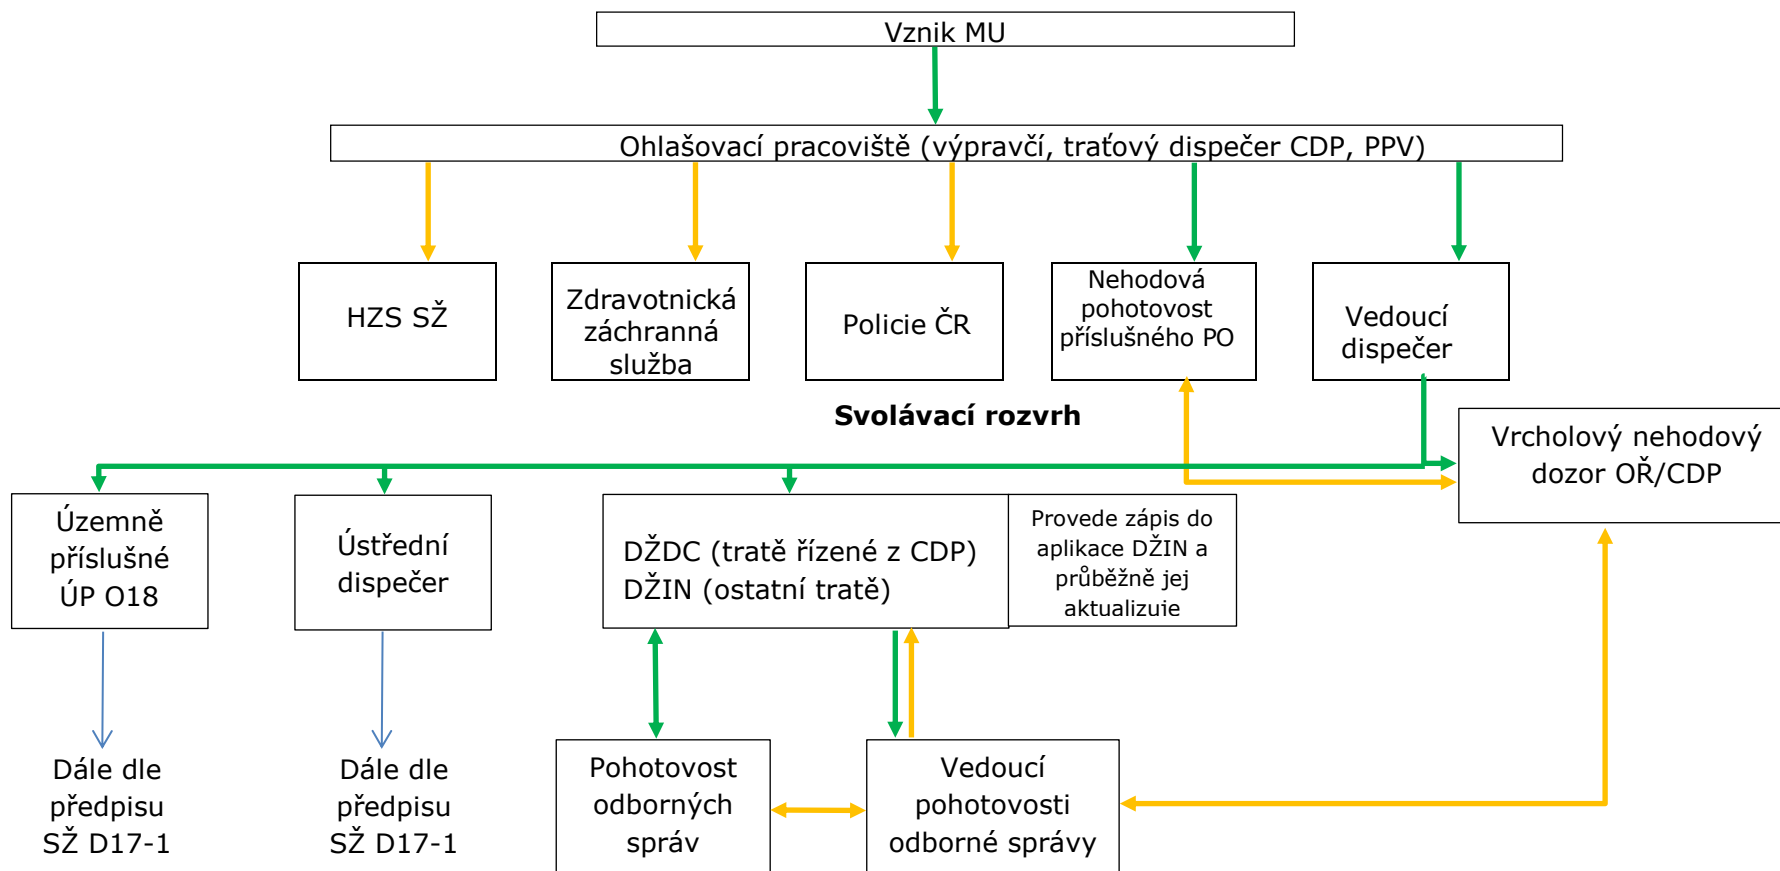 Vznik MU
Ohlašovací pracoviště (výpravčí, traťový dispečer CDP, PPV)
HZS SŽ
Zdravotnická
záchranná
služba
Policie ČR
Nehodová
pohotovost
příslušného PO
Vedoucí
dispečer
Svolávací rozvrh
Vrcholový nehodový
dozor OŘ/CDP
Územně
příslušné
ÚP O18
Ústřední
dispečer
DŽDC (tratě řízené z CDP)
DŽIN (ostatní tratě)
Provede zápis do
aplikace DŽIN a
průběžně jej
aktualizuie
Dále dle
předpisu
SŽ D17-1
Dále dle
předpisu
SŽ D17-1
Pohotovost
odborných
správ
Vedoucí
pohotovosti
odborné správy